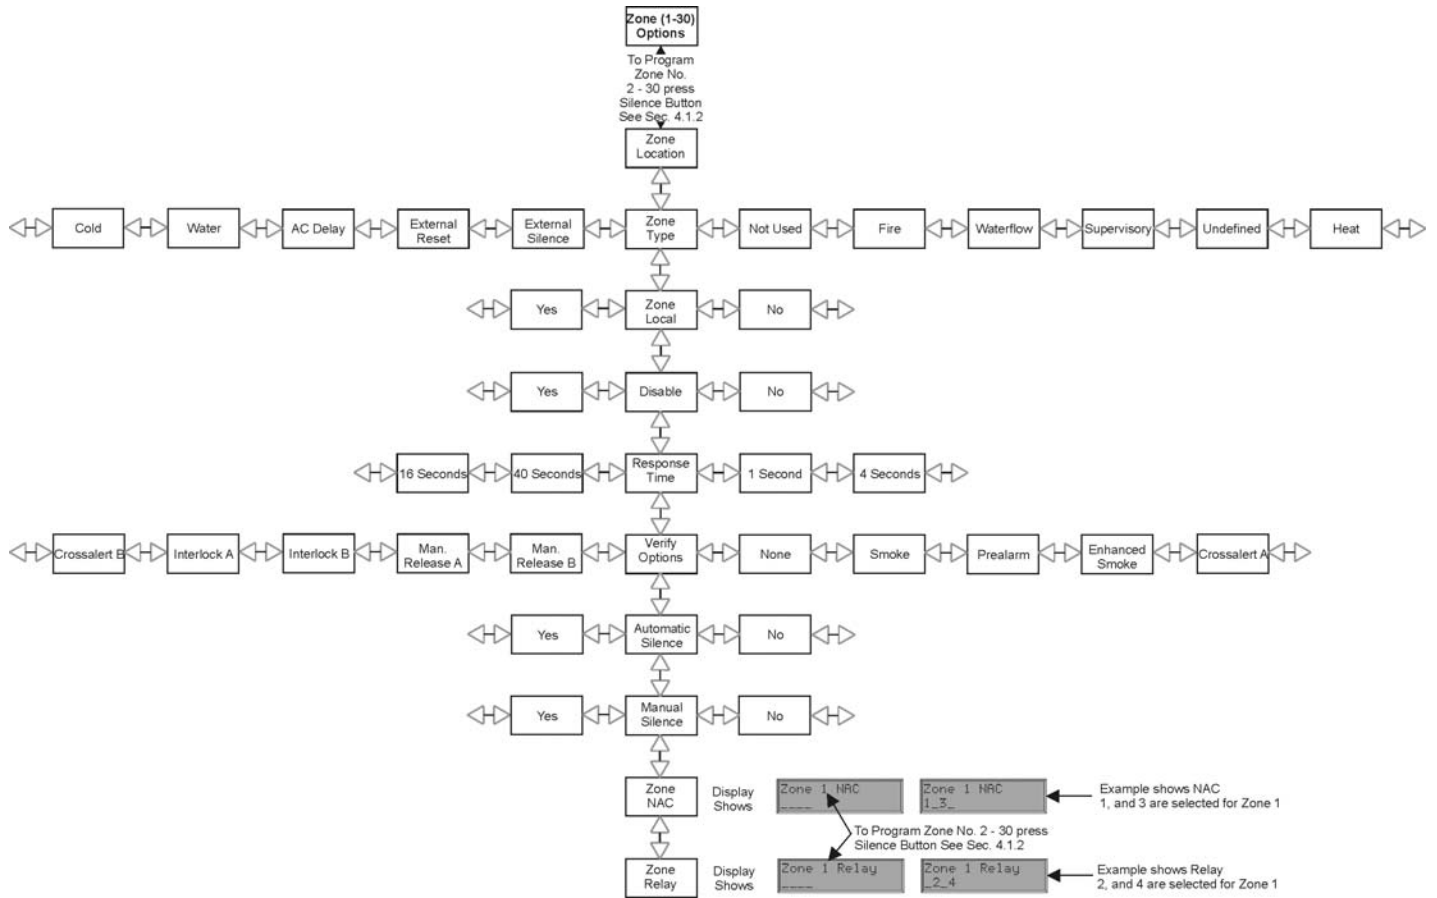 Zone (1-30)
Options
To Program
Zone No.
2 - 30 press
Silence Button
See Sec. 4.1.2
Zone
Location
Cold
Water
AC Delay
External
Reset
External
Silence
Zone
Type
Not Used
Fire
Waterflow
Supervisory
Undefined
Heat
Yes
Zone
Local
No
Yes
Disable
No
16 Seconds
40 Seconds
Response
Time
1 Second
4 Seconds
Crossalert B
Interlock A
Interlock B
Man.
Release A
Man.
Release B
Verify
Options
None
Smoke
Prealarm
Enhanced
Smoke
Crossalert A
Yes
Automatic
Silence
No
Yes
Manual
Silence
No
Zone
NAC
Display
Shows
Zone 1 NAC
____
Zone 1 NAC
1_3_
Example shows NAC
1, and 3 are selected for Zone 1
To Program Zone No. 2 - 30 press
Silence Button See Sec. 4.1.2
Zone
Relay
Display
Shows
Zone 1 Relay
____
Zone 1 Relay
_2_4
Example shows Relay
2, and 4 are selected for Zone 1